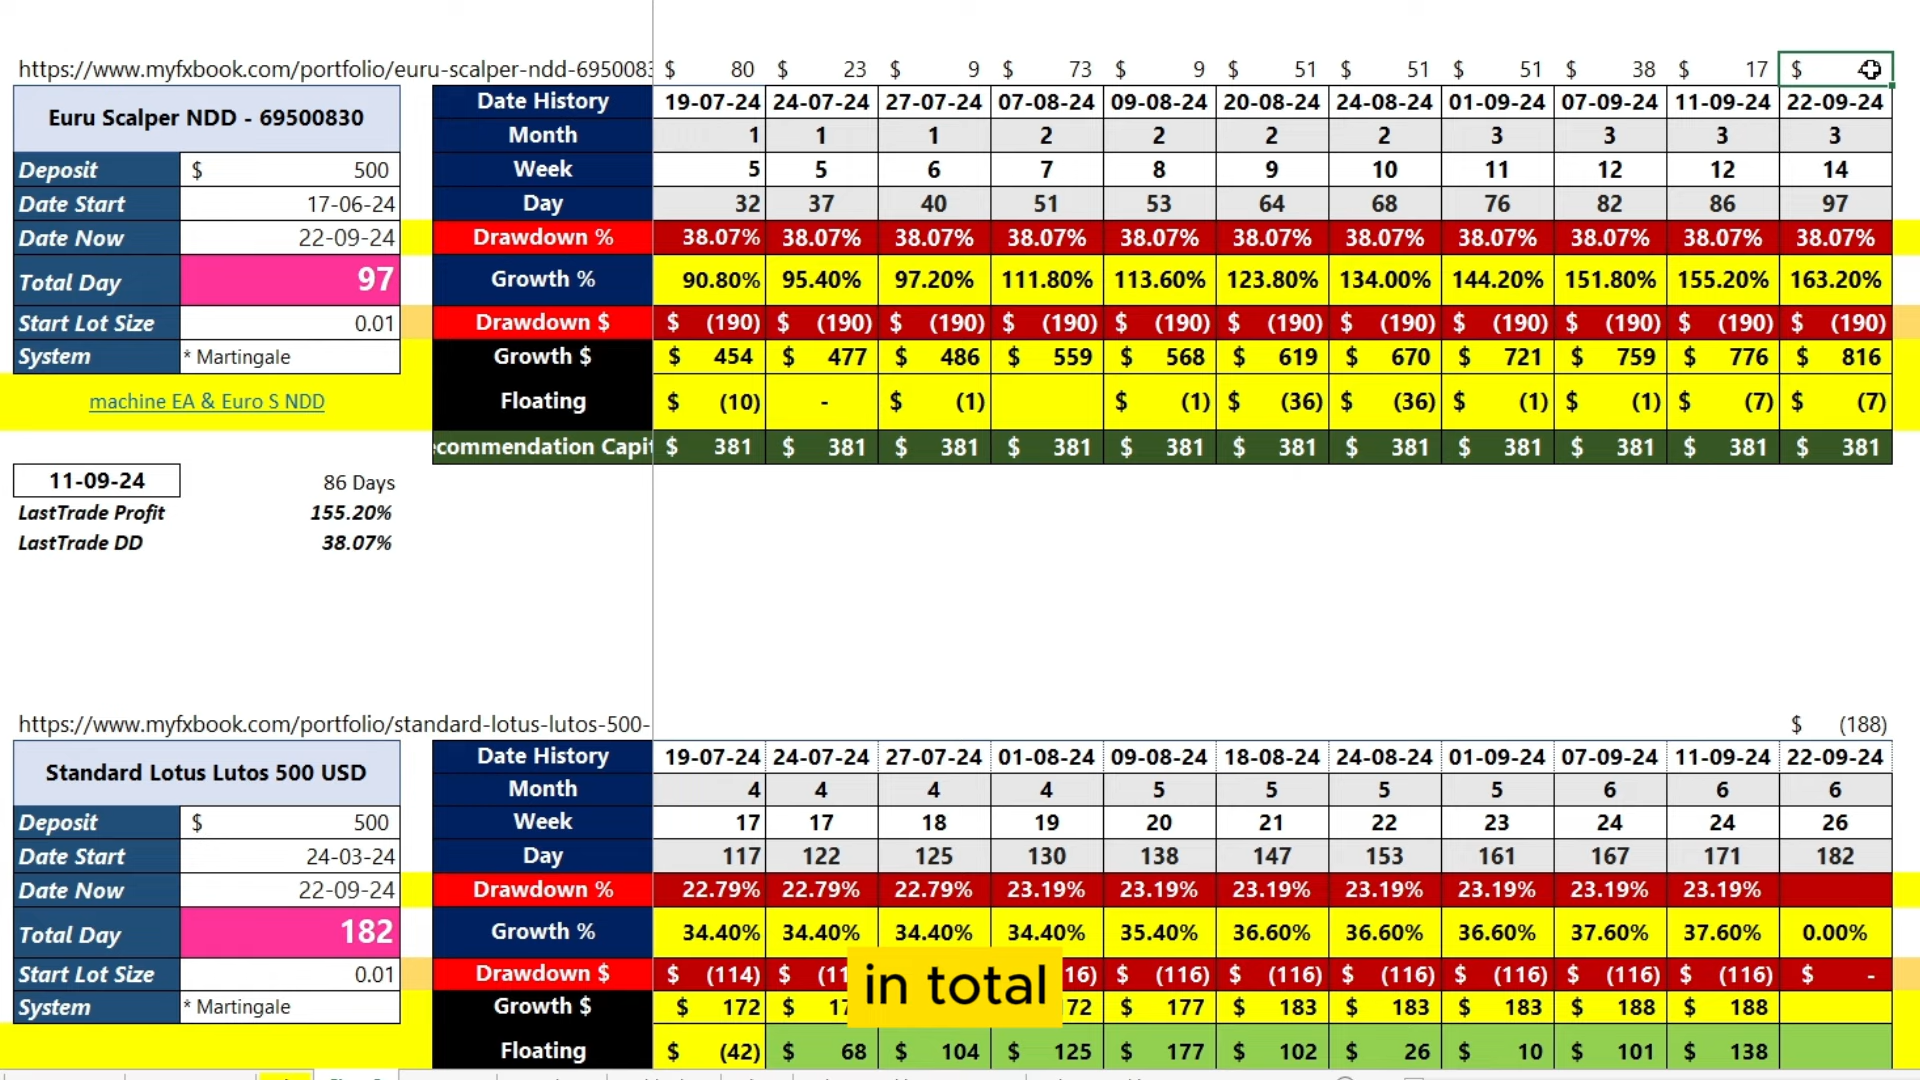 https://www.myfxbook.com/portfolio/euru-scalper-ndd-6950083 $ 80 $ 23 $ 9 $ 73 $ 9 $ 51 $ 51 $ 51 $ 38 $ 17 $
Euru Scalper NDD - 69500830
Date History 19-07-24 24-07-24 27-07-24 07-08-24 09-08-24 20-08-24 24-08-24 01-09-24 07-09-24 11-09-24 22-09-24
Month 1 1 1 2 2 2 2 3 3 3 3
Deposit $ 500 Week 5 5 6 7 8 9 10 11 12 12 14
Date Start 17-06-24 Day 32 37 40 51 53 64 68 76 82 86 97
Date Now 22-09-24 Drawdown % 38.07% 38.07% 38.07% 38.07% 38.07% 38.07% 38.07% 38.07% 38.07% 38.07% 38.07%
Total Day 97 Growth % 90.80% 95.40% 97.20% 111.80% 113.60% 123.80% 134.00% 144.20% 151.80% 155.20% 163.20%
Start Lot Size 0.01 Drawdown $ $ (190) $ (190) $ (190) $ (190) $ (190) $ (190) $ (190) $ (190) $ (190) $ (190) $ (190)
System * Martingale Growth $ $ 454 $ 477 $ 486 $ 559 $ 568 $ 619 $ 670 $ 721 $ 759 $ 776 $ 816
machine EA & Euro S NDD Floating $ (10) - $ (1) $ (1) $ (36) $ (36) $ (1) $ (1) $ (7) $ (7)
ecommendation Capit $ 381 $ 381 $ 381 $ 381 $ 381 $ 381 $ 381 $ 381 $ 381 $ 381 $ 381
11-09-24 86 Days
LastTrade Profit 155.20%
LastTrade DD 38.07%
https://www.myfxbook.com/portfolio/standard-lotus-lutos-500- $ (188)
Standard Lotus Lutos 500 USD
Date History 19-07-24 24-07-24 27-07-24 01-08-24 09-08-24 18-08-24 24-08-24 01-09-24 07-09-24 11-09-24 22-09-24
Month 4 4 4 4 5 5 5 5 6 6 6
Deposit $ 500 Week 17 17 18 19 20 21 22 23 24 24 26
Date Start 24-03-24 Day 117 122 125 130 138 147 153 161 167 171 182
Date Now 22-09-24 Drawdown % 22.79% 22.79% 22.79% 23.19% 23.19% 23.19% 23.19% 23.19% 23.19% 23.19%
Total Day 182 Growth % 34.40% 34.40% 34.40% 34.40% 35.40% 36.60% 36.60% 36.60% 37.60% 37.60% 0.00%
Start Lot Size 0.01 Drawdown $ $ (114) $ (11 16) $ (116) $ (116) $ (116) $ (116) $ (116) $ (116) $ -
in total
System * Martingale Growth $ $ 172 $ 17 72 $ 177 $ 183 $ 183 $ 183 $ 188 $ 188
Floating $ (42) $ 68 $ 104 $ 125 $ 177 $ 102 $ 26 $ 10 $ 101 $ 138